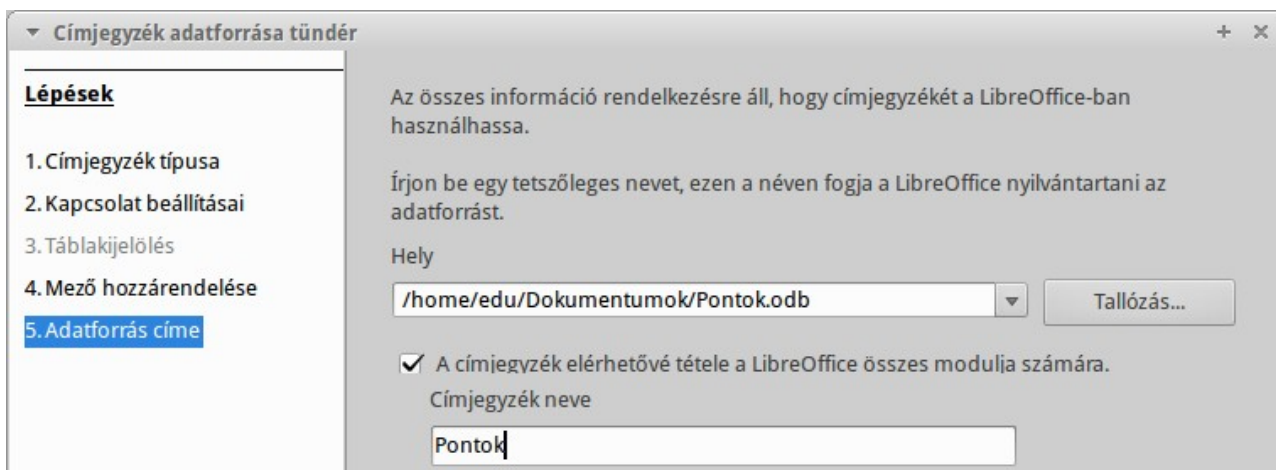 Címjegyzék adatforrása tündér
Lépések
1. Címjegyzék típusa
2. Kapcsolat beállításai
3. Táblakijelölés
4. Mező hozzárendelése
5. Adatforrás címe
Az összes információ rendelkezésre áll, hogy címjegyzékét a LibreOffice-ban
használhassa.
Írjon be egy tetszőleges nevet, ezen a néven fogja a LibreOffice nyilvántartani az
adatforrást.
Hely
/home/edu/Dokumentumok/Pontok.odb
Tallózás...
A címjegyzék elérhetővé tétele a LibreOffice összes modulja számára.
Címjegyzék neve
Pontok